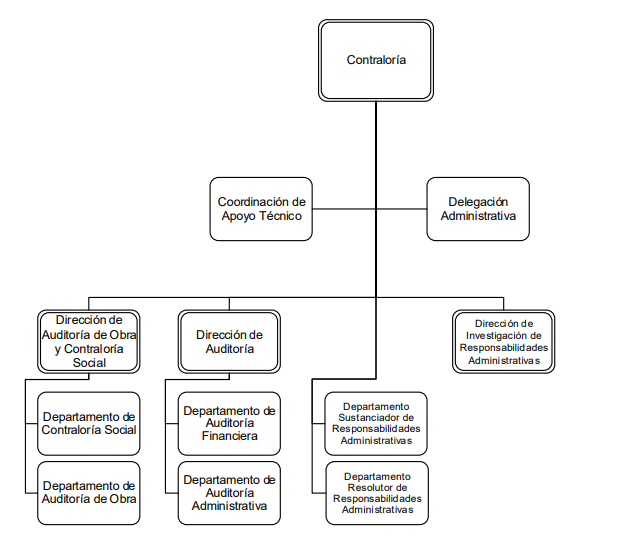 Contraloría
Coordinación de
Apoyo Técnico
Delegación
Administrativa
Dirección de
Auditoría de Obra
y Contraloría
Social
Dirección de
Auditoría
Dirección de
Investigación de
Responsabilidades
Administrativas
Departamento de
Contraloría Social
Departamento de
Auditoría
Financiera
Departamento
Sustanciador de
Responsabilidades
Administrativas
Departamento de
Auditoría de Obra
Departamento de
Auditoría
Administrativa
Departamento
Resolutor de
Responsabilidades
Administrativas